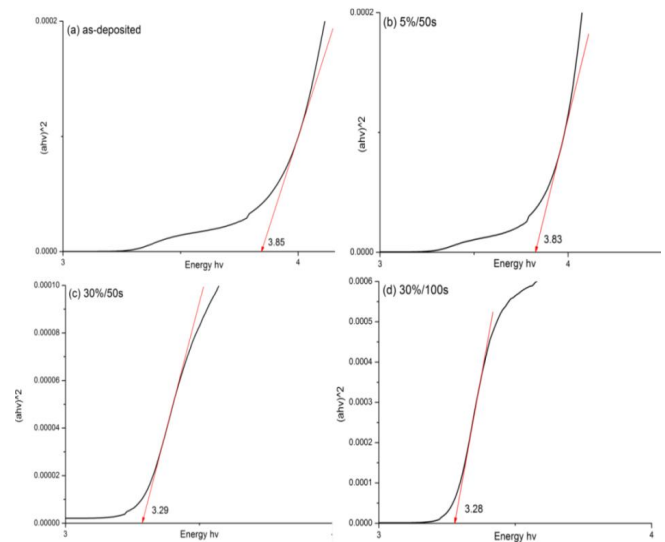 (a) as-deposited
0.0002
0.0001
0.0000
(ahv)^2
3
4
Energy hv
3.85
(b) 5%/50s
0.0002
0.0000
(ahv)^2
3
4
Energy hv
3.83
(c) 30%/50s
0.00010
0.00008
0.00006
0.00004
0.00002
0.00000
(ahv)^2
3
Energy hv
3.29
(d) 30%/100s
0.0006
0.0005
0.0004
0.0003
0.0002
0.0001
0.0000
(ahv)^2
3
4
Energy hv
3.28